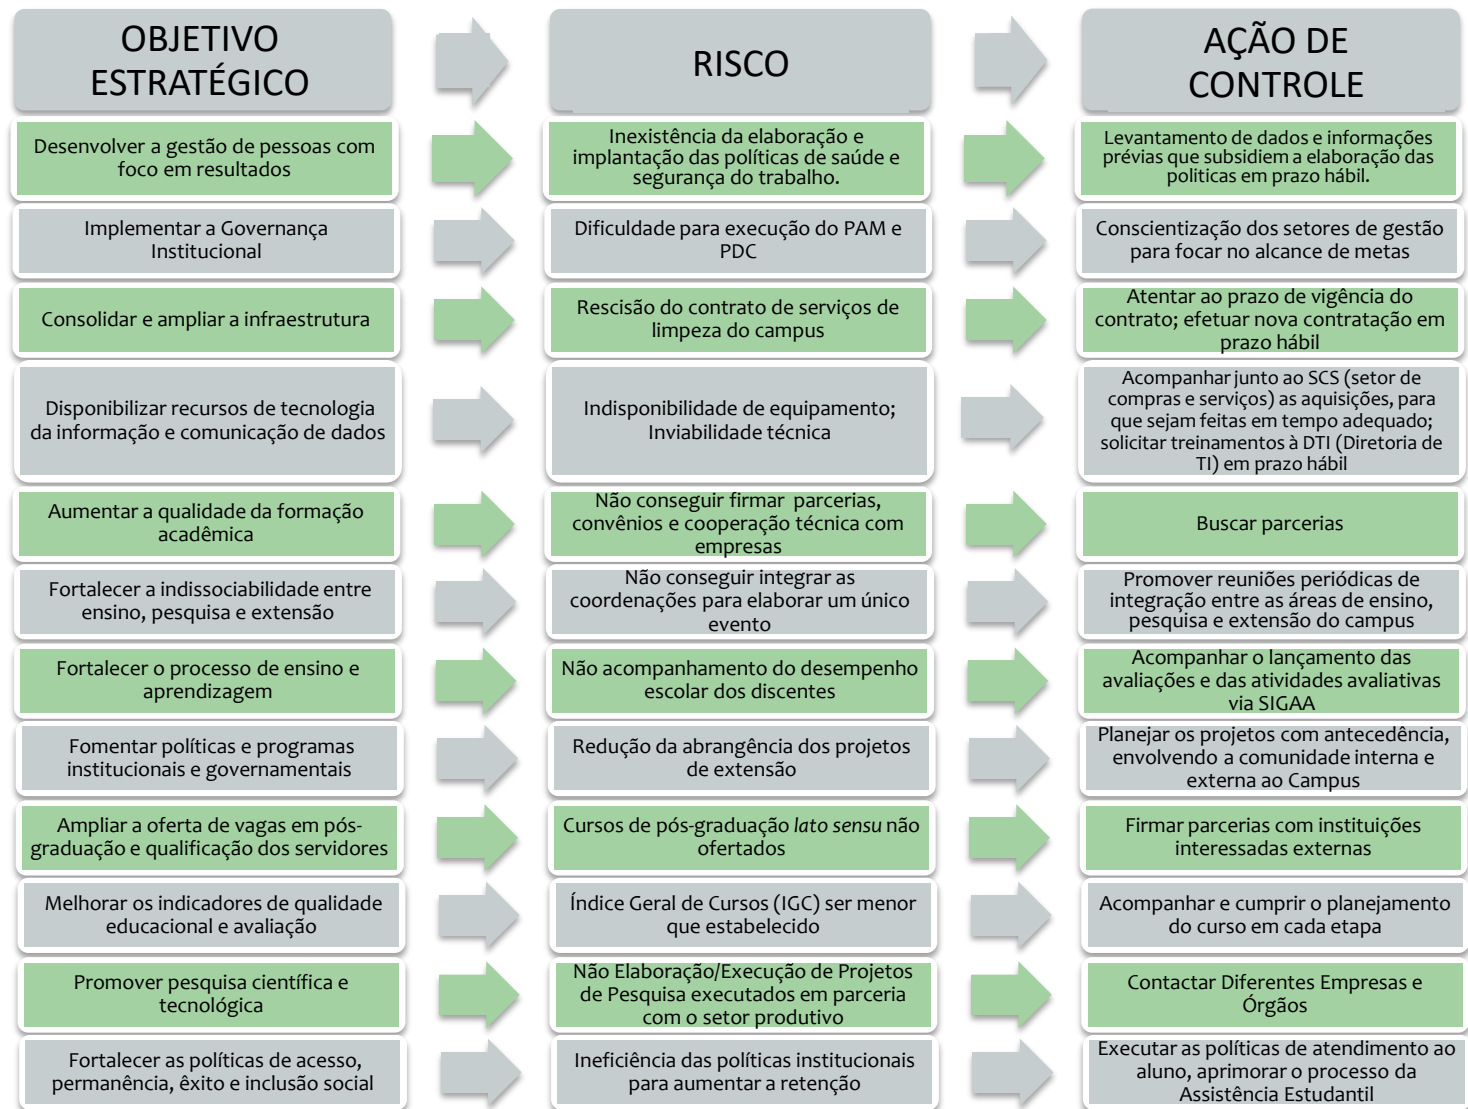 OBJETIVO
ESTRATÉGICO
RISCO
AÇÃO DE
CONTROLE
Desenvolver a gestão de pessoas com
foco em resultados
Inexistência da elaboração e
implantação das políticas de saúde e
segurança do trabalho.
Levantamento de dados e informações
prévias que subsidiem a elaboração das
politicas em prazo hábil.
Implementar a Governança
Institucional
Dificuldade para execução do PAM e
PDC
Conscientização dos setores de gestão
para focar no alcance de metas
Consolidar e ampliar a infraestrutura
Rescisão do contrato de serviços de
limpeza do campus
Atentar ao prazo de vigência do
contrato; efetuar nova contratação em
prazo hábil
Disponibilizar recursos de tecnologia
da informação e comunicação de dados
Indisponibilidade de equipamento;
Inviabilidade técnica
Acompanhar junto ao SCS (setor de
compras e serviços) as aquisições, para
que sejam feitas em tempo adequado;
solicitar treinamentos à DTI (Diretoria de
TI) em prazo hábil
Aumentar a qualidade da formação
acadêmica
Não conseguir firmar parcerias,
convênios e cooperação técnica com
empresas
Buscar parcerias
Fortalecer a indissociabilidade entre
ensino, pesquisa e extensão
Não conseguir integrar as
coordenações para elaborar um único
evento
Promover reuniões periódicas de
integração entre as áreas de ensino,
pesquisa e extensão do campus
Fortalecer o processo de ensino e
aprendizagem
Não acompanhamento do desempenho
escolar dos discentes
Acompanhar o lançamento das
avaliações e das atividades avaliativas
via SIGAA
Fomentar políticas e programas
institucionais e governamentais
Redução da abrangência dos projetos
de extensão
Planejar os projetos com antecedência,
envolvendo a comunidade interna e
externa ao Campus
Ampliar a oferta de vagas em pós-
graduação e qualificação dos servidores
Cursos de pós-graduação lato sensu não
ofertados
Firmar parcerias com instituições
interessadas externas
Melhorar os indicadores de qualidade
educacional e avaliação
Índice Geral de Cursos (IGC) ser menor
que estabelecido
Acompanhar e cumprir o planejamento
do curso em cada etapa
Promover pesquisa científica e
tecnológica
Não Elaboração/Execução de Projetos
de Pesquisa executados em parceria
com o setor produtivo
Contactar Diferentes Empresas e
Órgãos
Fortalecer as políticas de acesso,
permanência, êxito e inclusão social
Ineficiência das políticas institucionais
para aumentar a retenção
Executar as políticas de atendimento ao
aluno, aprimorar o processo da
Assistência Estudantil